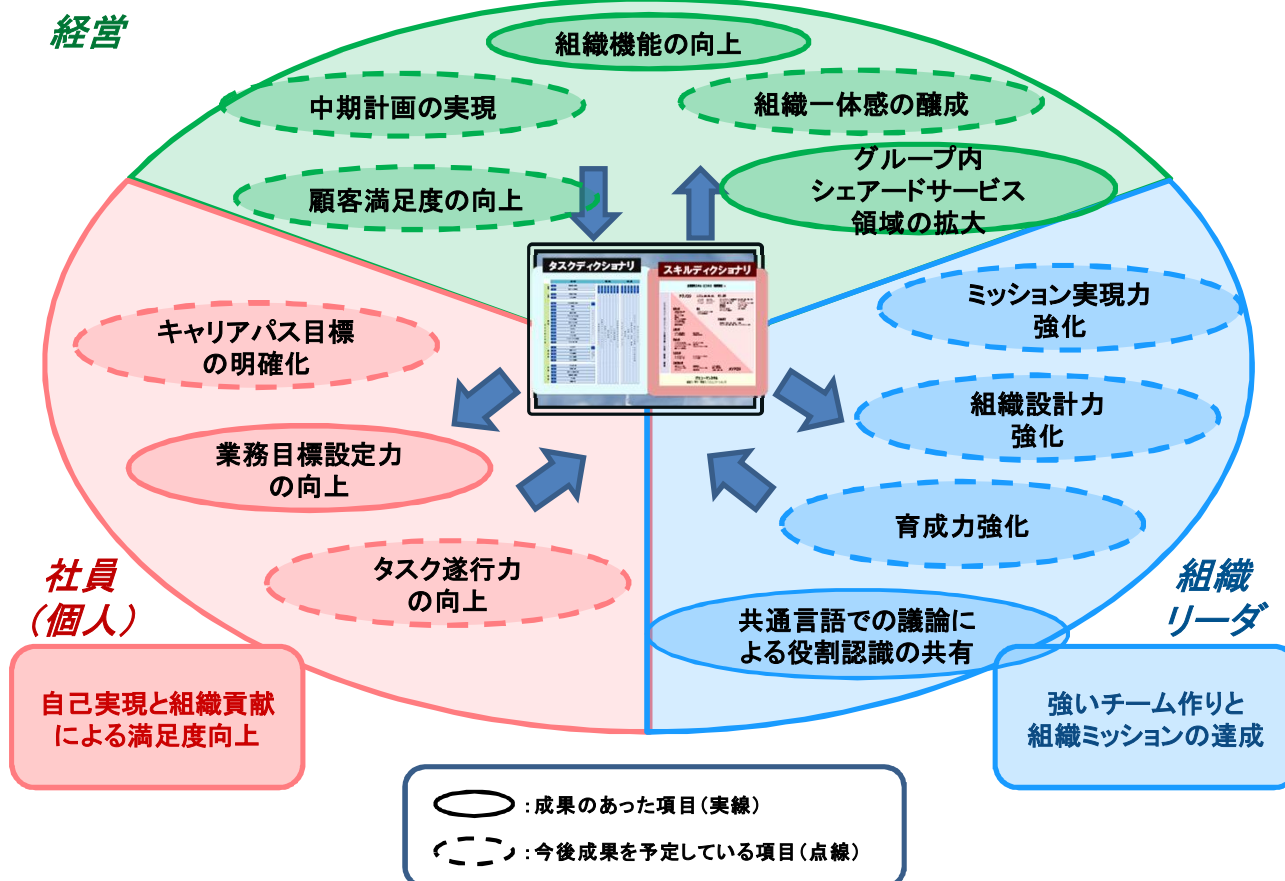 経営
組織機能の向上
中期計画の実現
組織一体感の醸成
顧客満足度の向上
グループ内
シェアードサービス
領域の拡大
タスクディクショナリ
スキルディクショナリ
キャリアパス目標
の明確化
業務目標設定力
の向上
タスク遂行力
の向上
ミッション実現力
強化
組織設計力
強化
育成力強化
共通言語での議論に
よる役割認識の共有
社員
（個人）
自己実現と組織貢献
による満足度向上
組織
リーダ
強いチーム作りと
組織ミッションの達成
：成果のあった項目（実線）
：今後成果を予定している項目（点線）